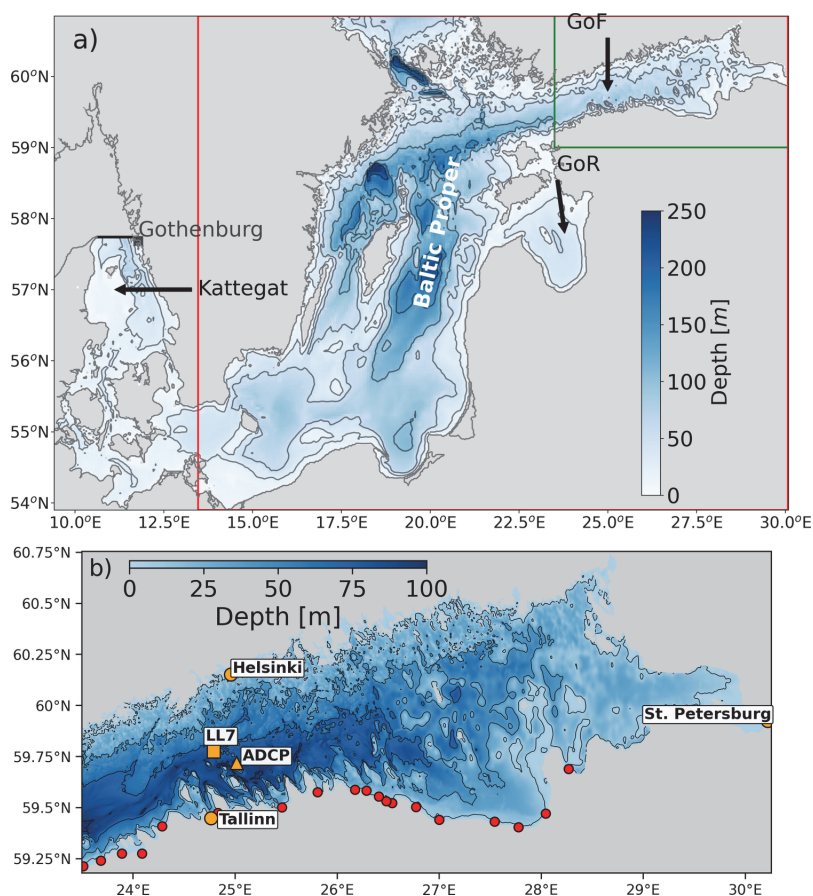 a)
GoF
60°N
59°N
GoR
58°N
Gothenburg
Baltic Proper
250
200
57°N
Kattegat
150
56°N
100
Depth [m]
55°N
50
54°N
0
10.0°E 12.5°E 15.0°E 17.5°E 20.0°E 22.5°E 25.0°E 27.5°E 30.0°E
60.75°N
b)
0 25 50 75 100
Depth [m]
60.5°N
60.25°N
Helsinki
60°N
St. Petersburg
LL7
59.75°N
ADCP
59.5°N
Tallinn
59.25°N
24°E 25°E 26°E 27°E 28°E 29°E 30°E